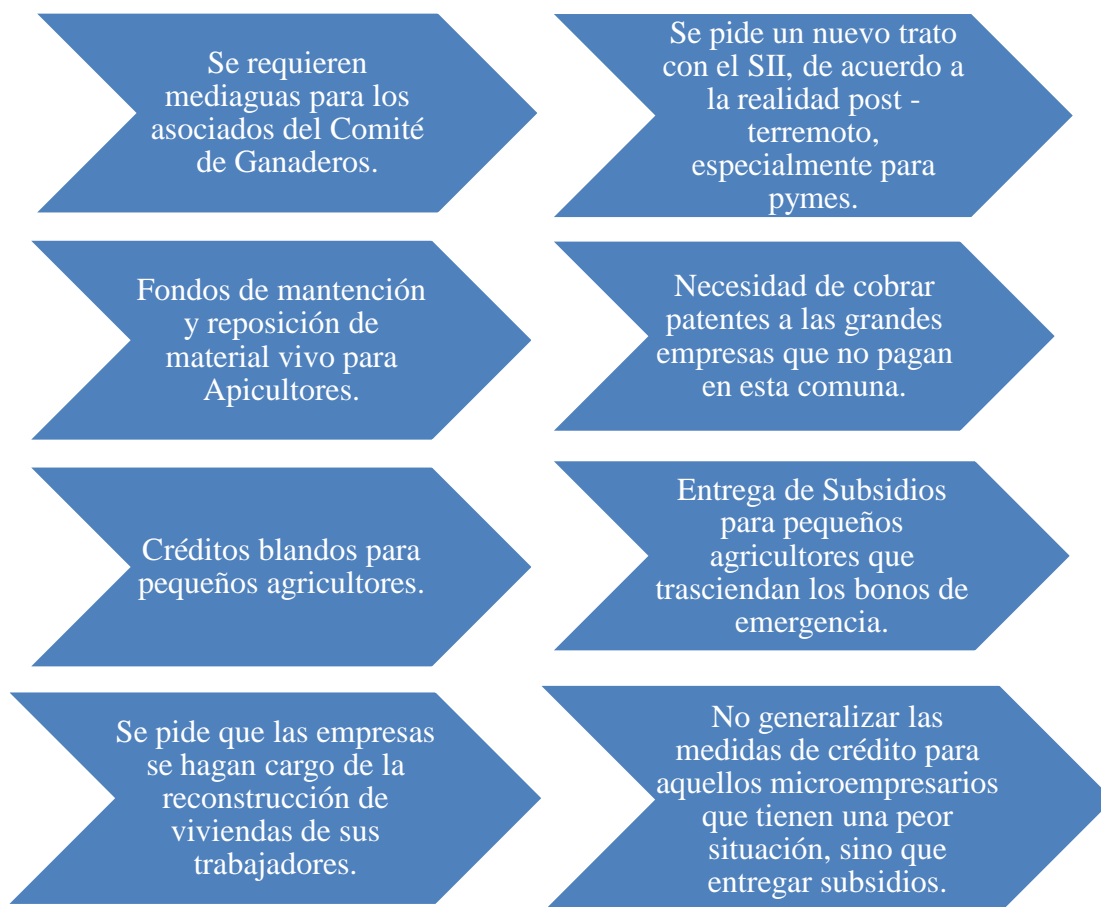 Se requieren
mediaguas para los
asociados del Comité
de Ganaderos.
Se pide un nuevo trato
con el SII, de acuerdo a
la realidad post -
terremoto,
especialmente para
pymes.
Fondos de mantención
y reposición de
material vivo para
Apicultores.
Necesidad de cobrar
patentes a las grandes
empresas que no pagan
en esta comuna.
Créditos blandos para
pequeños agricultores.
Entrega de Subsidios
para pequeños
agricultores que
trasciendan los bonos de
emergencia.
Se pide que las empresas
se hagan cargo de la
reconstrucción de
viviendas de sus
trabajadores.
No generalizar las
medidas de crédito para
aquellos microempresarios
que tienen una peor
situación, sino que
entregar subsidios.